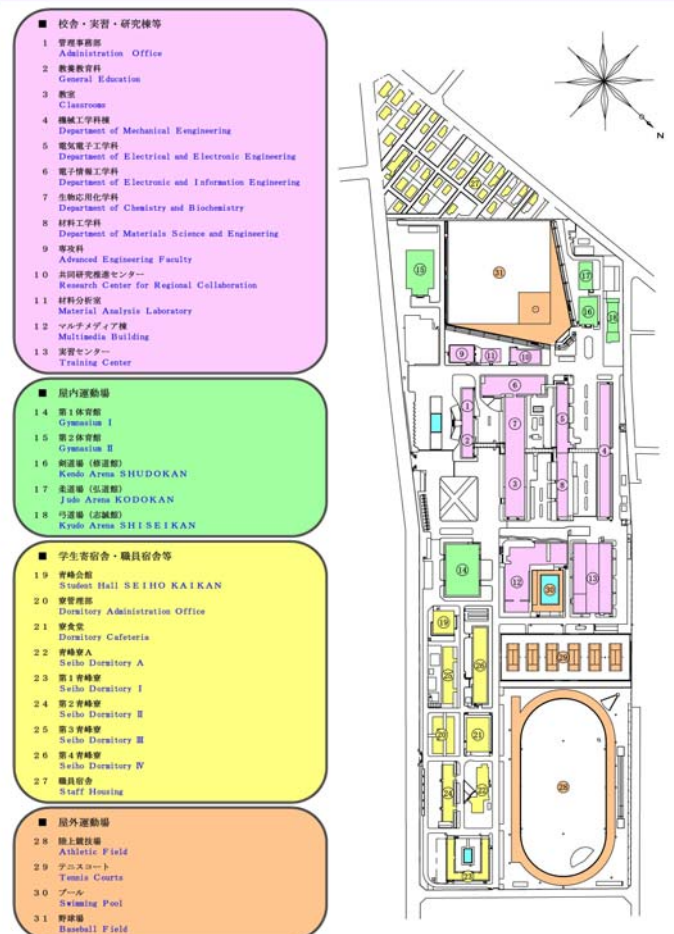 ■ 校舎・実習・研究棟等
1 管理事務部
Administration Office
2 教養教育科
General Education
3 教室
Classrooms
4 機械工学科棟
Department of Mechanical Eengineering
5 電気電子工学科
Department of Electrical and Electronic Engineering
6 電子情報工学科
Department of Electronic and Information Engineering
7 生物応用化学科
Department of Chemistry and Biochemistry
8 材料工学科
Department of Materials Science and Engineering
9 専攻科
Advanced Engineering Faculty
10 共同研究推進センター
Research Center for Regional Collaboration
11 材料分析室
Material Analysis Laboratory
12 マルチメディア棟
Multimedia Building
13 実習センター
Training Center
■ 屋内運動場
14 第1体育館
Gymnasium I
15 第2体育館
Gymnasium II
16 剣道場 (修道館)
Kendo Arena SHUDOKAN
17 柔道場 (弘道館)
Judo Arena KODOKAN
18 弓道場 (志誠館)
Kyudo Arena SHISEIKAN
■ 学生寄宿舎・職員宿舎等
19 青峰会館
Student Hall SEIHO KAIKAN
20 寮管理部
Dormitory Administration Office
21 寮食堂
Dormitory Cafeteria
22 青峰寮A
Seiho Dormitory A
23 第1青峰寮
Seiho Dormitory I
24 第2青峰寮
Seiho Dormitory II
25 第3青峰寮
Seiho Dormitory III
26 第4青峰寮
Seiho Dormitory IV
27 職員宿舎
Staff Housing
■ 屋外運動場
28 陸上競技場
Athletic Field
29 テニスコート
Tennis Courts
30 プール
Swimming Pool
31 野球場
Baseball Field
N
27
15
31
17
16
18
9
11
10
6
1
5
7
4
2
3
8
14
12
30
13
19
26
29
25
20
21
24
22
28
23